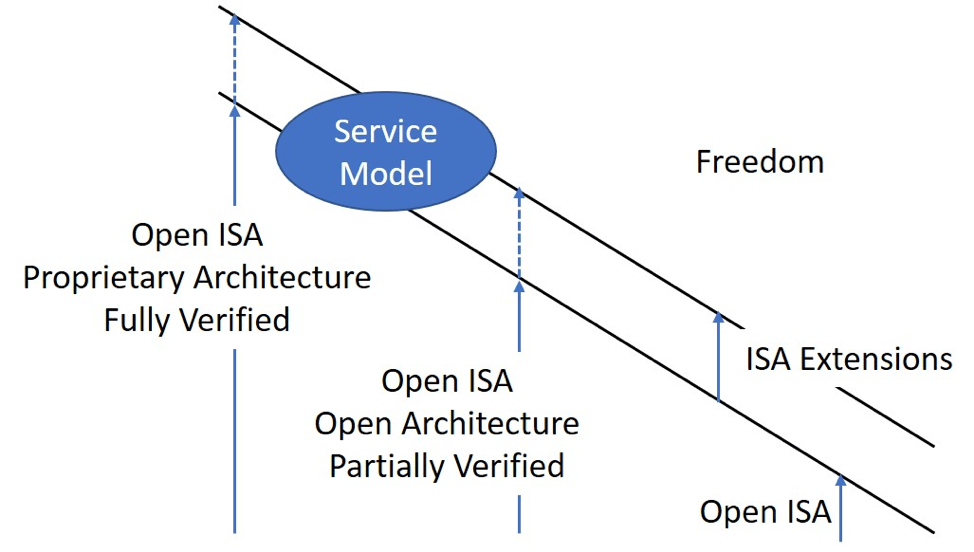 Service
Model
Freedom
Open ISA
Proprietary Architecture
Fully Verified
Open ISA
Open Architecture
Partially Verified
ISA Extensions
Open ISA